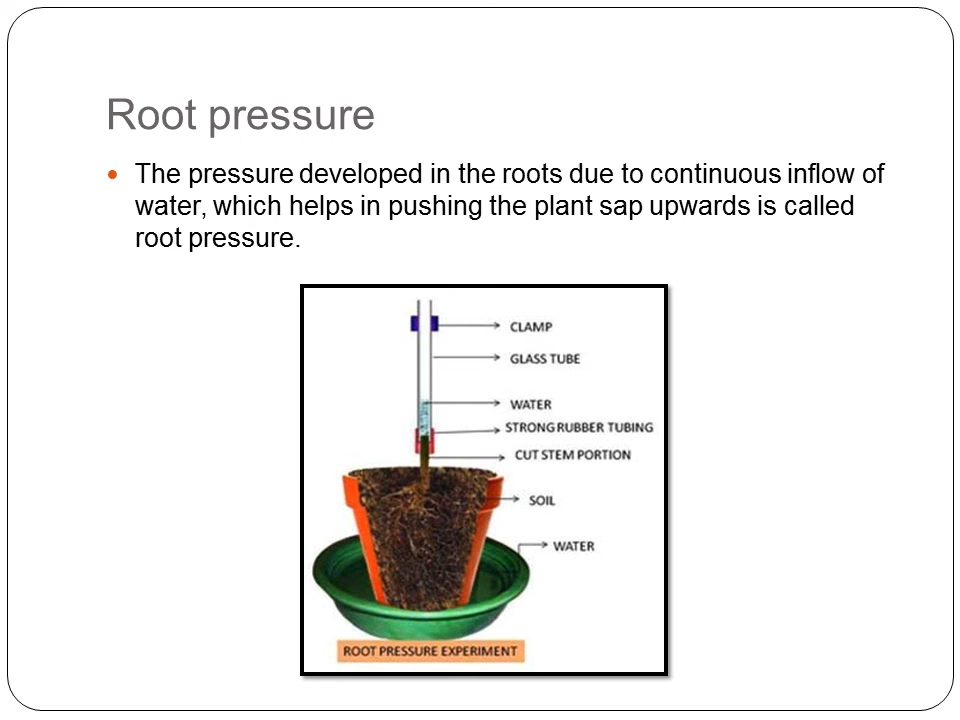 Root pressure
The pressure developed in the roots due to continuous inflow of
water, which helps in pushing the plant sap upwards is called
root pressure.
CLAMP
GLASS TUBE
WATER
STRONG RUBBER TUBING
CUT STEM PORTION
SOIL
WATER
ROOT PRESSURE EXPERIMENT